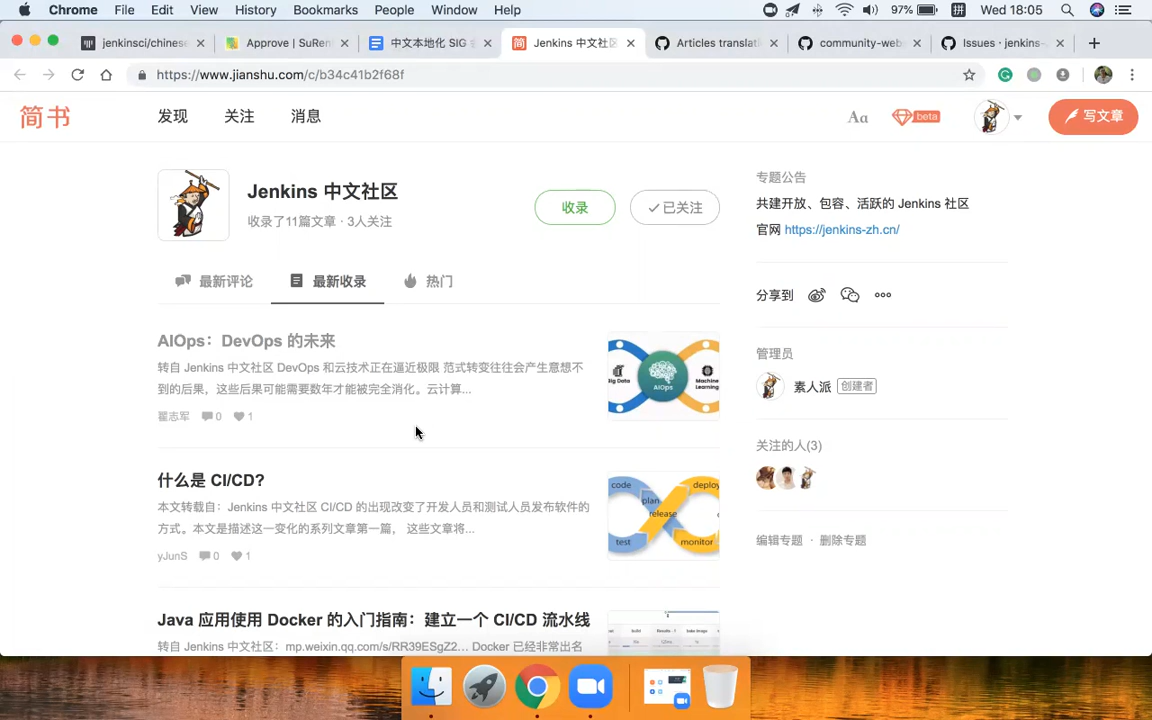 Chrome File Edit View History Bookmarks People Window Help 97% 拼 Wed 18:05
jenkinsci/chinese
Approve | SuRen
中文本地化 SIG
Jenkins 中文社区
Articles translati
community-web
Issues · jenkins-
https://www.jianshu.com/c/b34c41b2f68f
简书 发现 关注 消息 Aa beta 写文章
Jenkins 中文社区
收录了11篇文章 · 3人关注
收录
已关注
最新评论 最新收录 热门
AIOps：DevOps 的未来
转自 Jenkins 中文社区 DevOps 和云技术正在逼近极限 范式转变往往会产生意想不
到的后果，这些后果可能需要数年才能被完全消化。云计算...
瞿志军 0 1
Big Data
AIOps
Machine
Learning
什么是 CI/CD?
本文转载自：Jenkins 中文社区 CI/CD 的出现改变了开发人员和测试人员发布软件的
方式。本文是描述这一变化的系列文章第一篇， 这些文章将...
yJunS 0 1
code
deploy
plan
release
test
monitor
Java 应用使用 Docker 的入门指南：建立一个 CI/CD 流水线
转自 Jenkins 中文社区：mp.weixin.qq.com/s/RR39ESgZ2... Docker 已经非常出名
专题公告
共建开放、包容、活跃的 Jenkins 社区
官网 https://jenkins-zh.cn/
分享到
管理员
素人派 创建者
关注的人(3)
编辑专题 · 删除专题